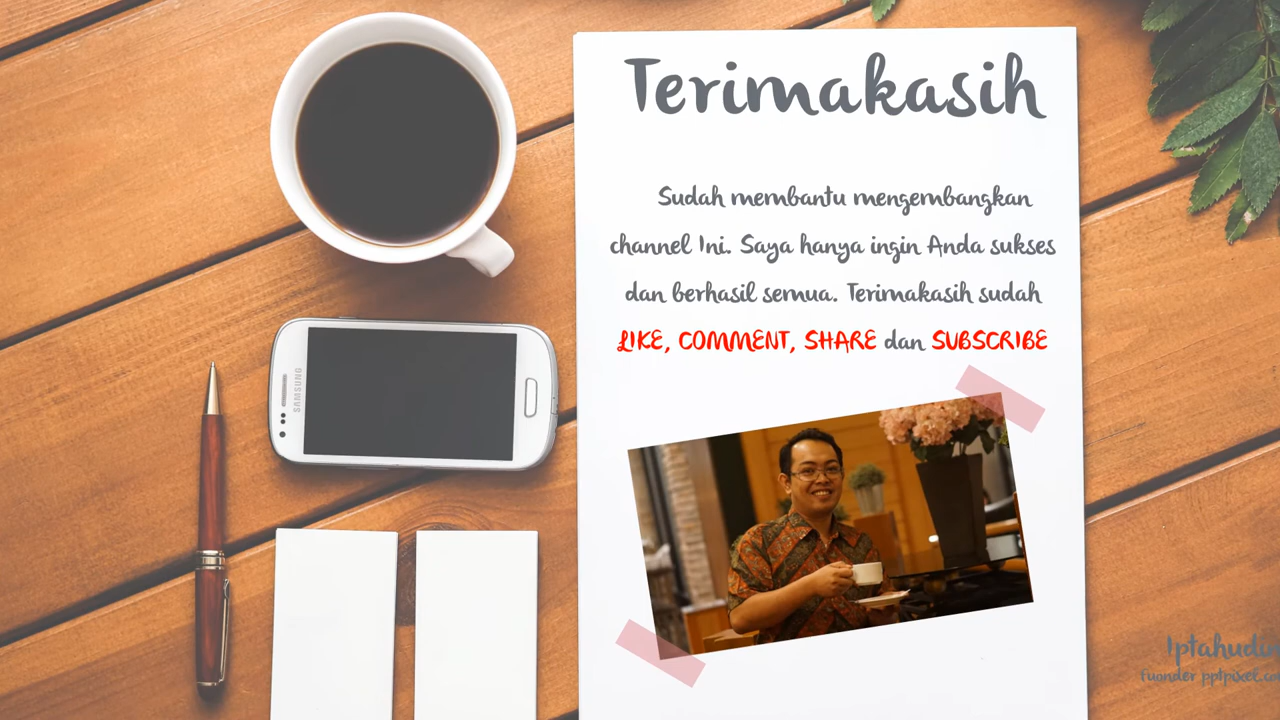 Terimakasih
Sudah membantu mengembangkan
channel Ini. Saya hanya ingin Anda sukses
dan berhasil semua. Terimakasih sudah
LIKE, COMMENT, SHARE dan SUBSCRIBE
SAMSUNG
Iptahudin
fuonder pptpixel.co